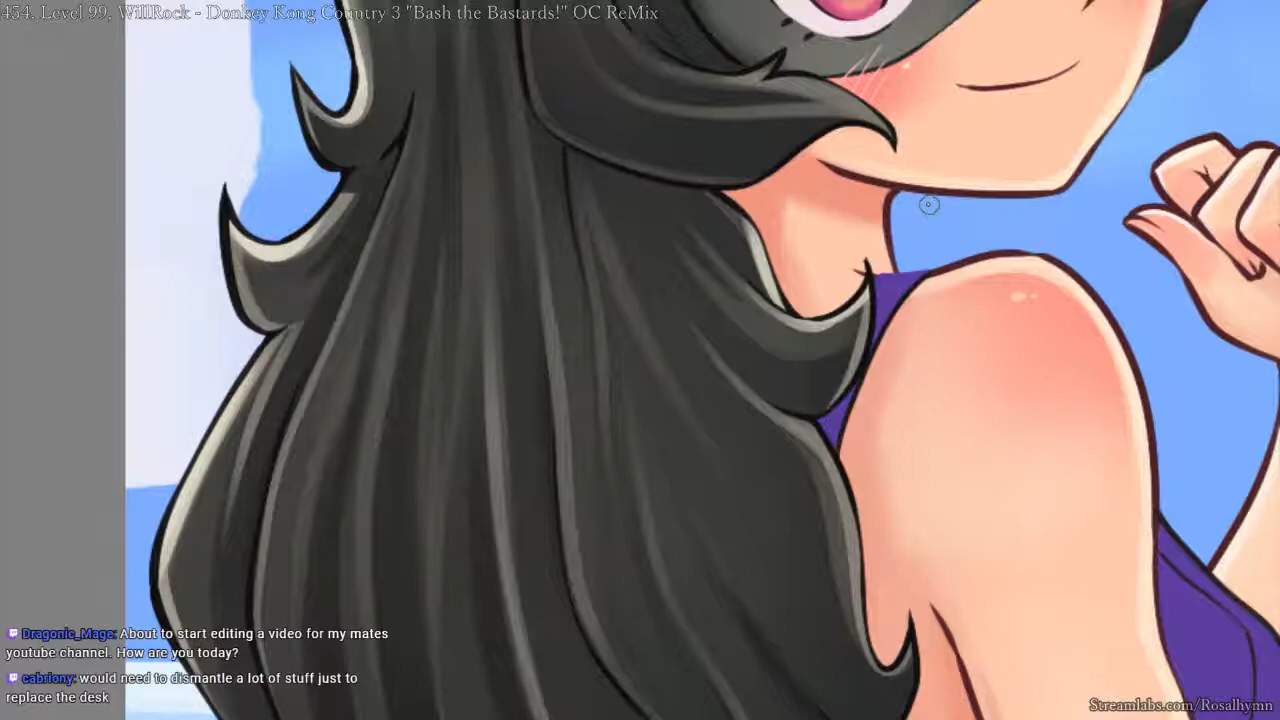 454. Level 99, WillRock - Donkey Kong Country 3 "Bash the Bastards!" OC ReMix
Dragonic_Mage: About to start editing a video for my mates
youtube channel. How are you today?
cabriony: would need to dismantle a lot of stuff just to
replace the desk
Streamlabs.com/Rosalhymn